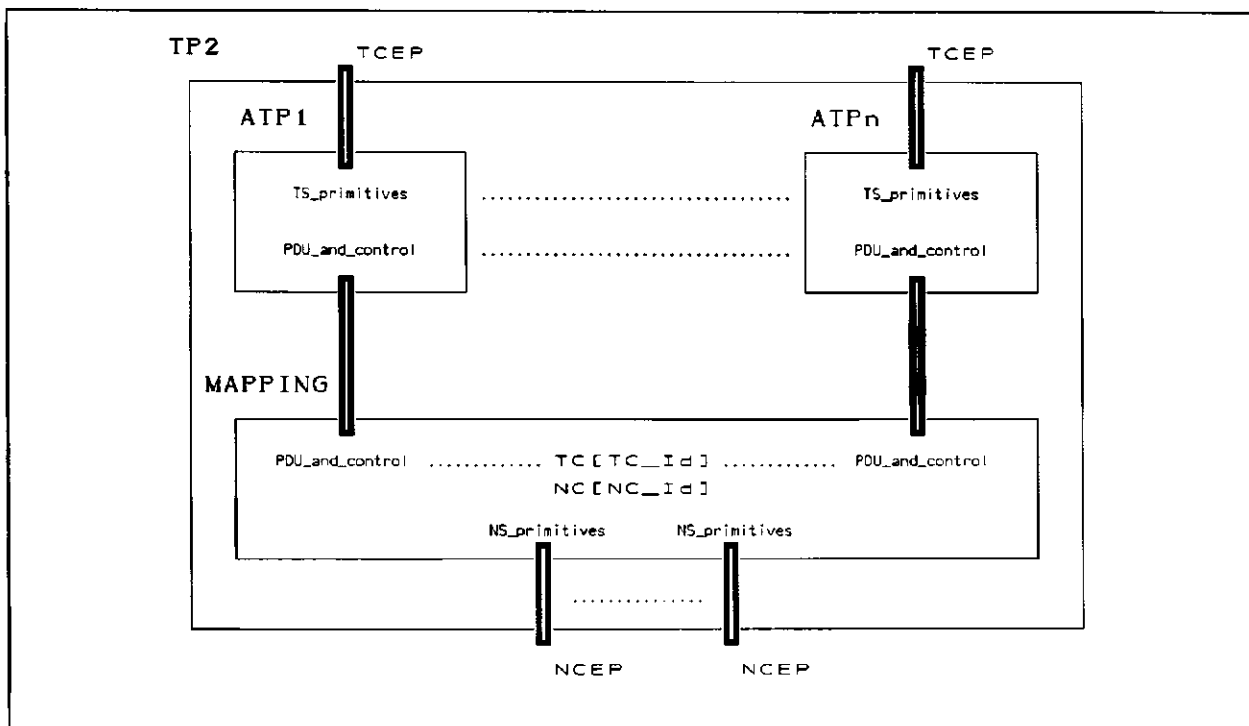 TP2
TCEP TCEP
ATP1 ATPn
TS_primitives .............................. TS_primitives
PDU_and_control .............................. PDU_and_control
MAPPING
PDU_and_control ............ TC[TC_Id] ............ PDU_and_control
NC[NC_Id]
NS_primitives NS_primitives
..............
NCEP NCEP